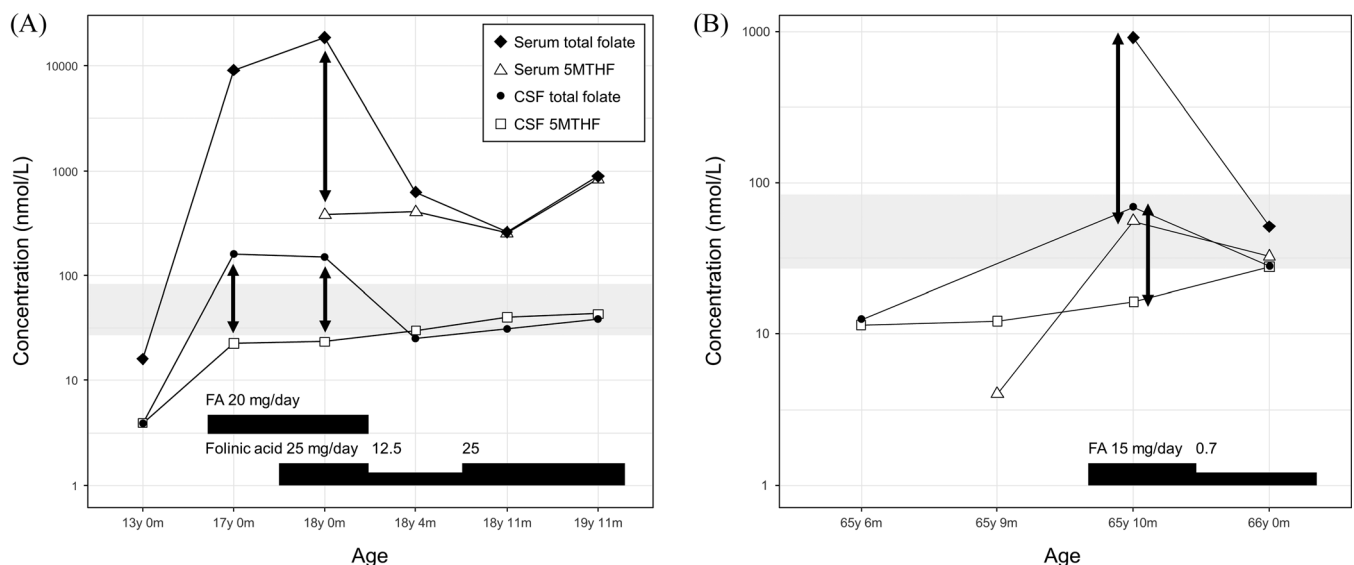 (A)
Concentration (nmol/L)
10000
1000
100
10
1
Serum total folate
Serum 5MTHF
CSF total folate
CSF 5MTHF
FA 20 mg/day
Folinic acid 25 mg/day 12.5 25
13y 0m 17y 0m 18y 0m 18y 4m 18y 11m 19y 11m
Age
(B)
Concentration (nmol/L)
1000
100
10
1
FA 15 mg/day 0.7
65y 6m 65y 9m 65y 10m 66y 0m
Age